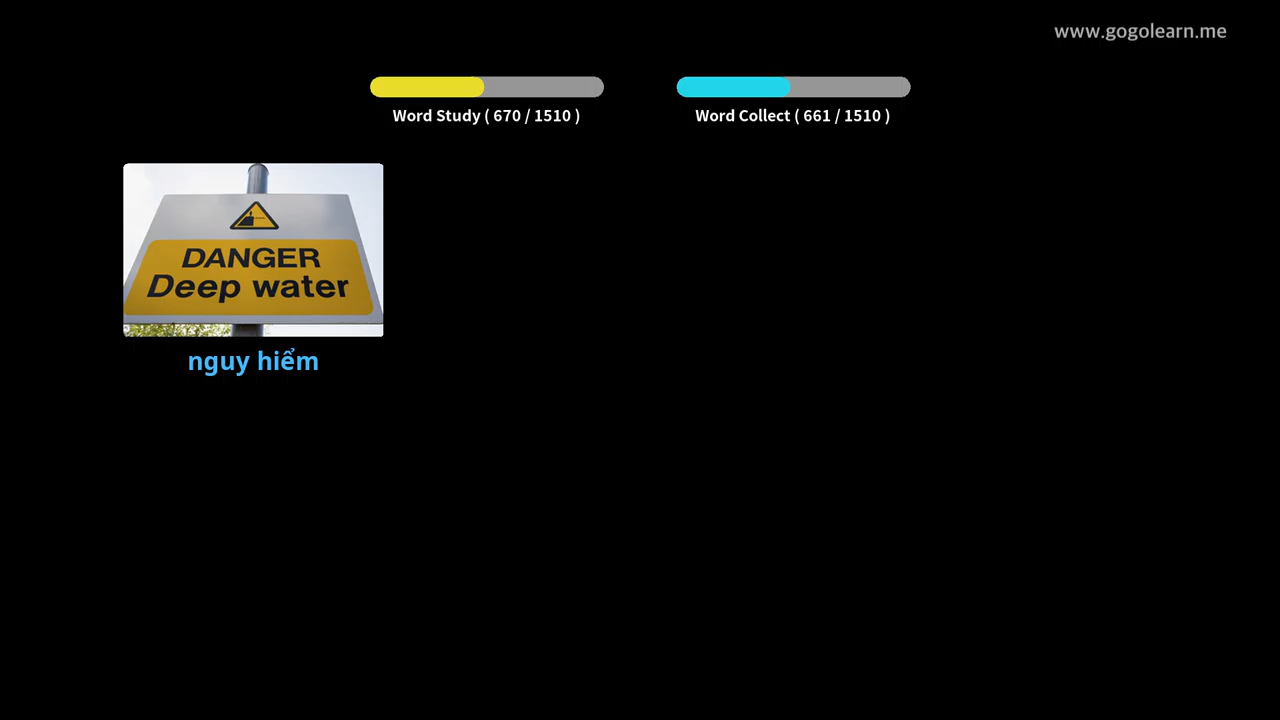 www.gogolearn.me
Word Study ( 670 / 1510 )
Word Collect ( 661 / 1510 )
DANGER
Deep water
nguy hiểm